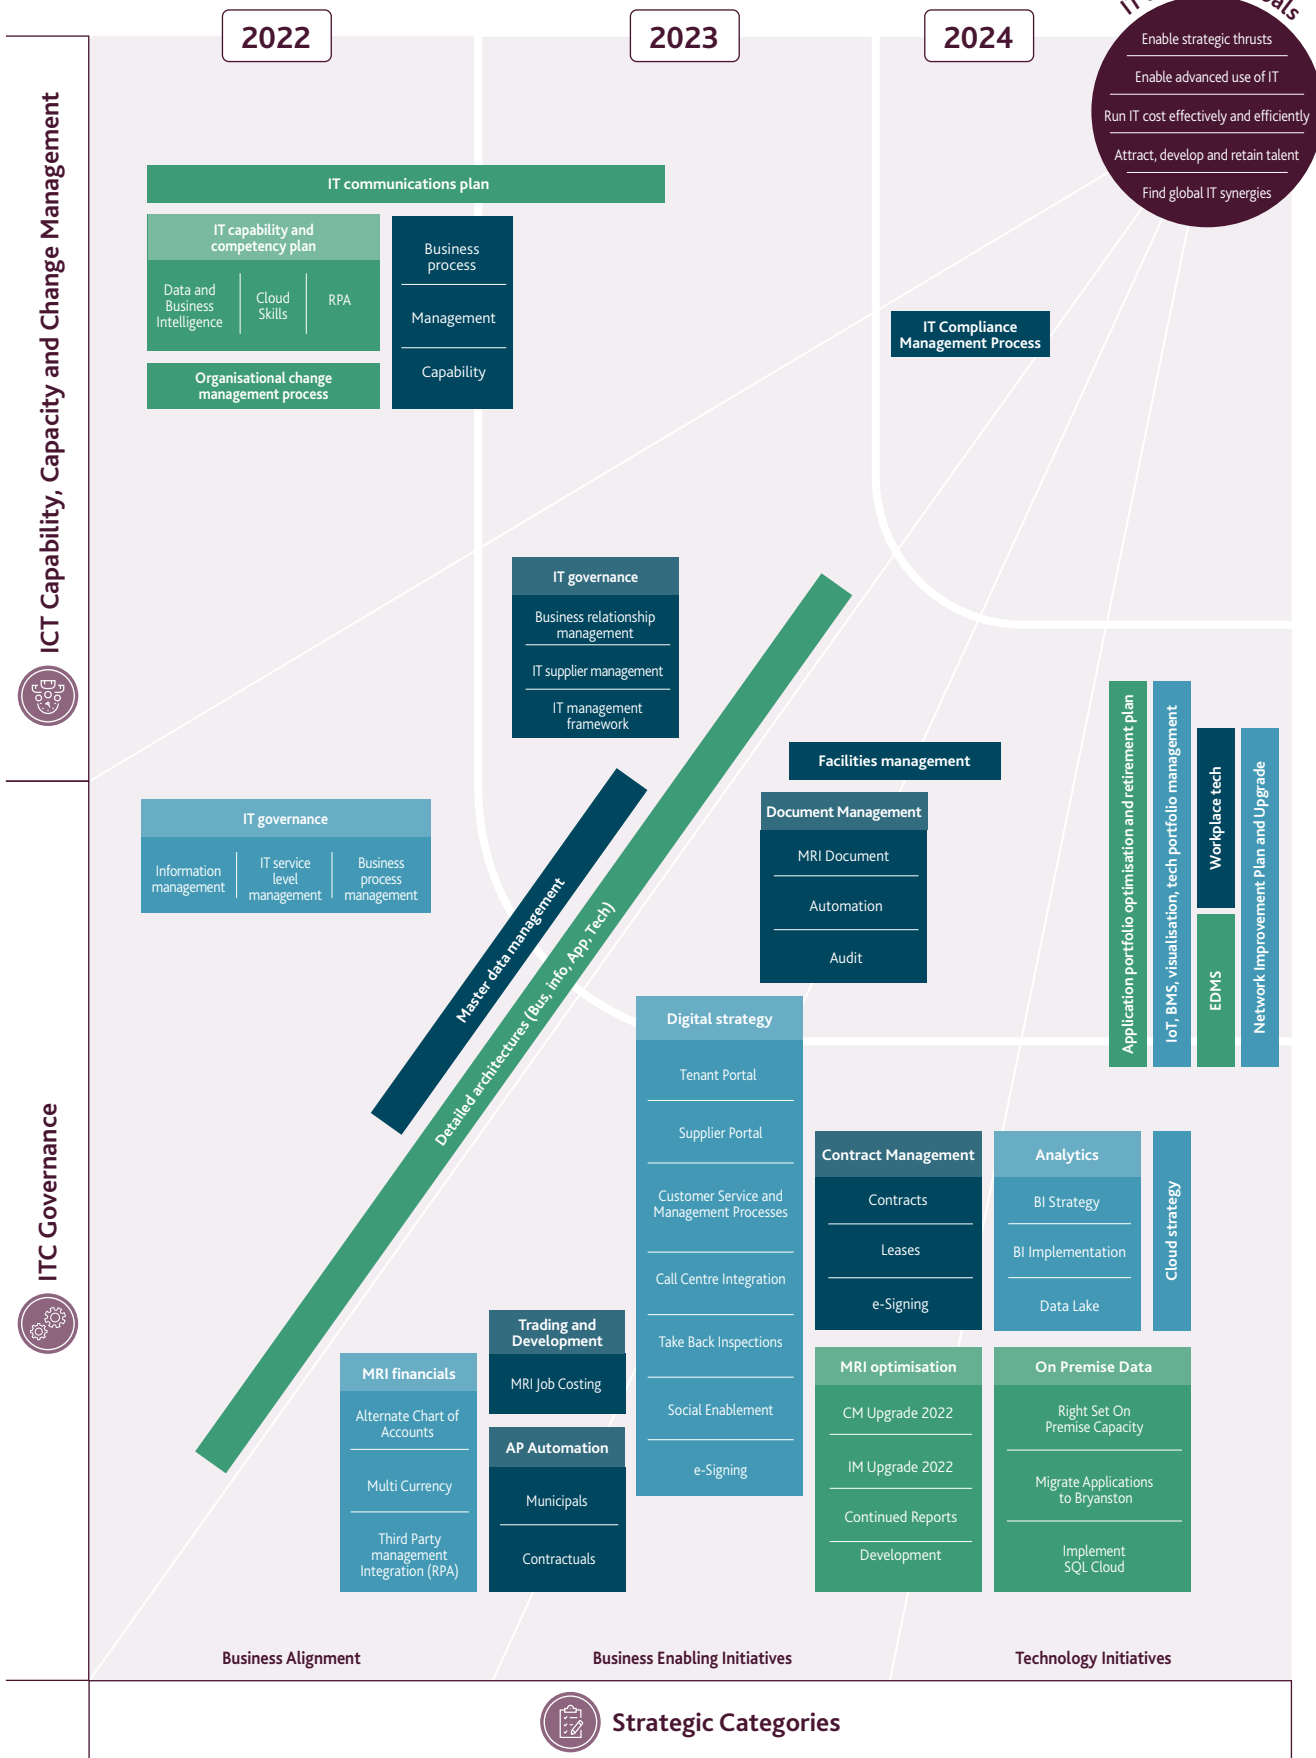 2022
2023
2024
IT
als
Enable strategic thrusts
Enable advanced use of IT
Run IT cost effectively and efficiently
Attract, develop and retain talent
Find global IT synergies
ICT Capability, Capacity and Change Management
IT communications plan
IT capability and
competency plan
Data and
Business
Intelligence
Cloud
Skills
RPA
Organisational change
management process
Business
process
Management
Capability
IT Compliance
Management Process
IT governance
Business relationship
management
IT supplier management
IT management
framework
Facilities management
Document Management
MRI Document
Automation
Audit
Application portfolio optimisation and retirement plan
IoT, BMS, visualisation, tech portfolio management
Workplace tech
EDMS
Network Improvement Plan and Upgrade
ITC Governance
IT governance
Information
management
IT service
level
management
Business
process
management
Master data management
Detailed architectures (Bus, info, App, Tech)
Digital strategy
Tenant Portal
Supplier Portal
Customer Service and
Management Processes
Call Centre Integration
Take Back Inspections
Social Enablement
e-Signing
Contract Management
Contracts
Leases
e-Signing
Analytics
BI Strategy
BI Implementation
Data Lake
Cloud strategy
MRI financials
Alternate Chart of
Accounts
Multi Currency
Third Party
management
Integration (RPA)
Trading and
Development
MRI Job Costing
AP Automation
Municipals
Contractuals
MRI optimisation
CM Upgrade 2022
IM Upgrade 2022
Continued Reports
Development
On Premise Data
Right Set On
Premise Capacity
Migrate Applications
to Bryanston
Implement
SQL Cloud
Business Alignment
Business Enabling Initiatives
Technology Initiatives
Strategic Categories